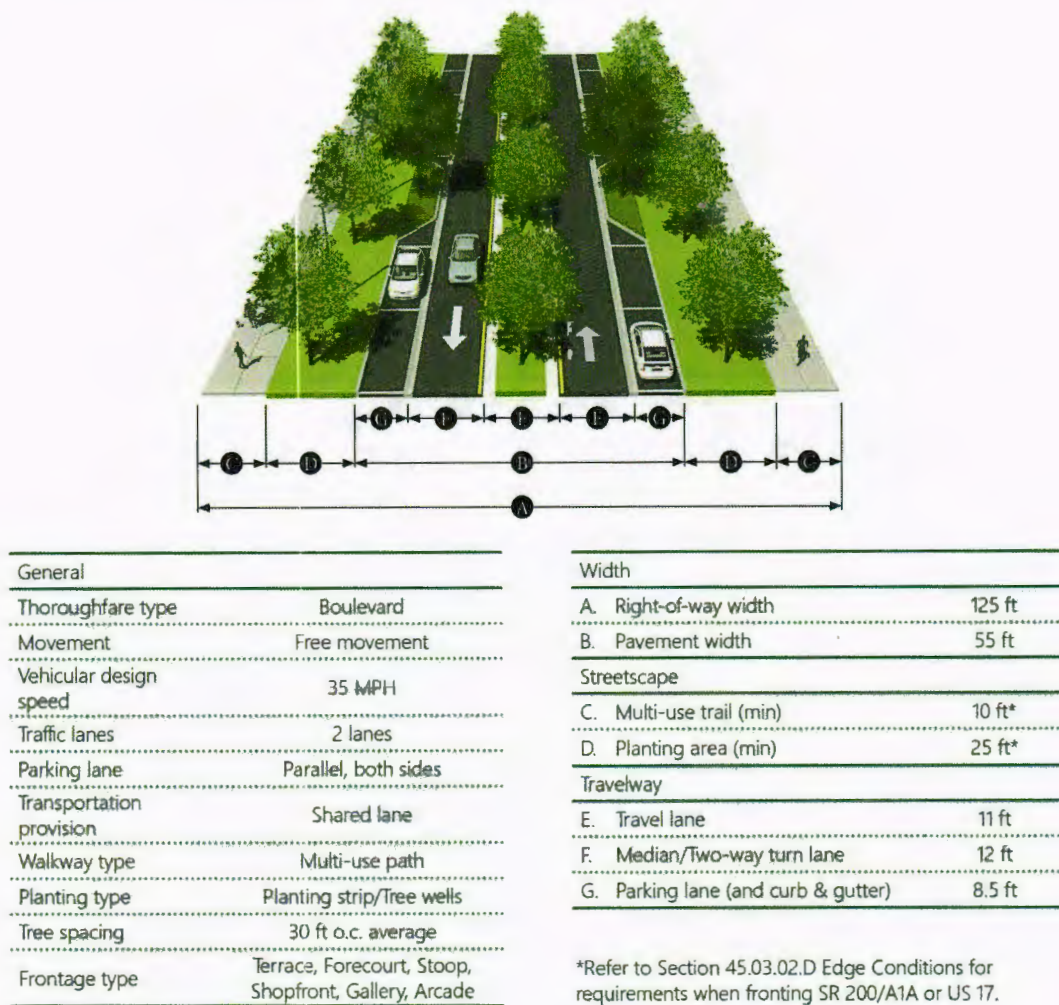 G E F E G
C D B D C
A
General
Thoroughfare type Boulevard
Movement Free movement
Vehicular design
speed 35 MPH
Traffic lanes 2 lanes
Parking lane Parallel, both sides
Transportation
provision Shared lane
Walkway type Multi-use path
Planting type Planting strip/Tree wells
Tree spacing 30 ft o.c. average
Frontage type Terrace, Forecourt, Stoop,
Shopfront, Gallery, Arcade
Width
A. Right-of-way width 125 ft
B. Pavement width 55 ft
Streetscape
C. Multi-use trail (min) 10 ft*
D. Planting area (min) 25 ft*
Travelway
E. Travel lane 11 ft
F. Median/Two-way turn lane 12 ft
G. Parking lane (and curb & gutter) 8.5 ft
*Refer to Section 45.03.02.D Edge Conditions for
requirements when fronting SR 200/A1A or US 17.